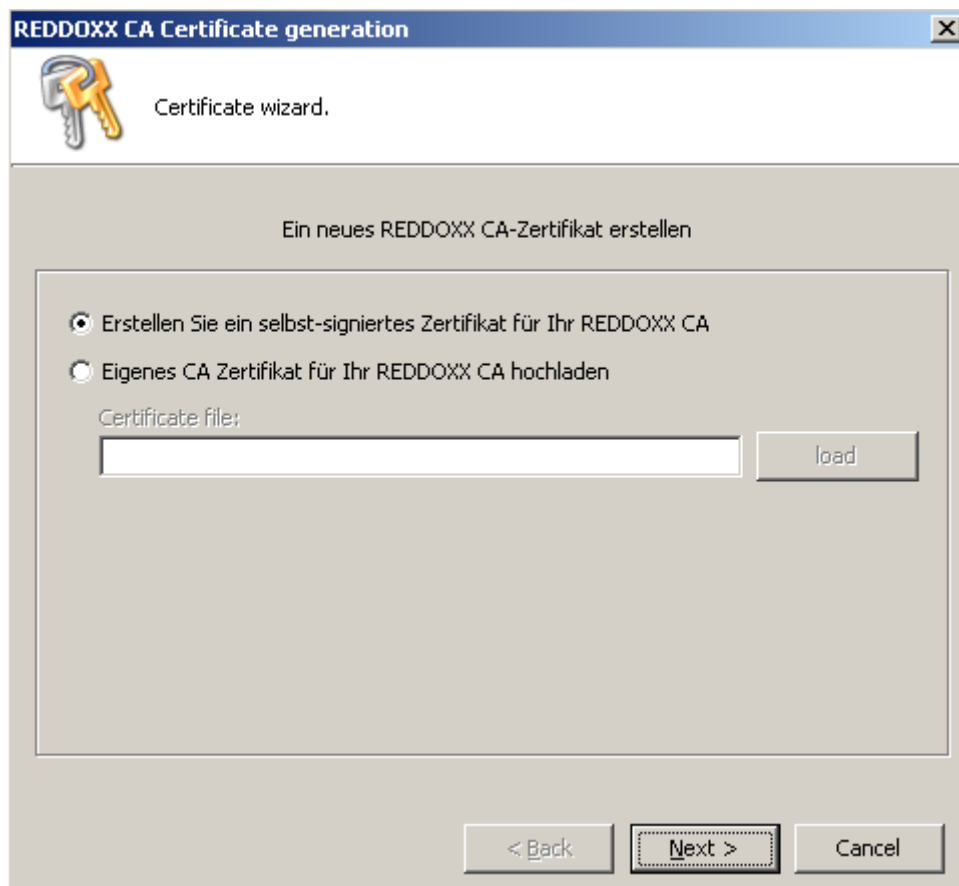 REDDOXX CA Certificate generation
Certificate wizard.
Ein neues REDDOXX CA-Zertifikat erstellen
Erstellen Sie ein selbst-signiertes Zertifikat für Ihr REDDOXX CA
Eigenes CA Zertifikat für Ihr REDDOXX CA hochladen
Certificate file:
load
< Back Next > Cancel